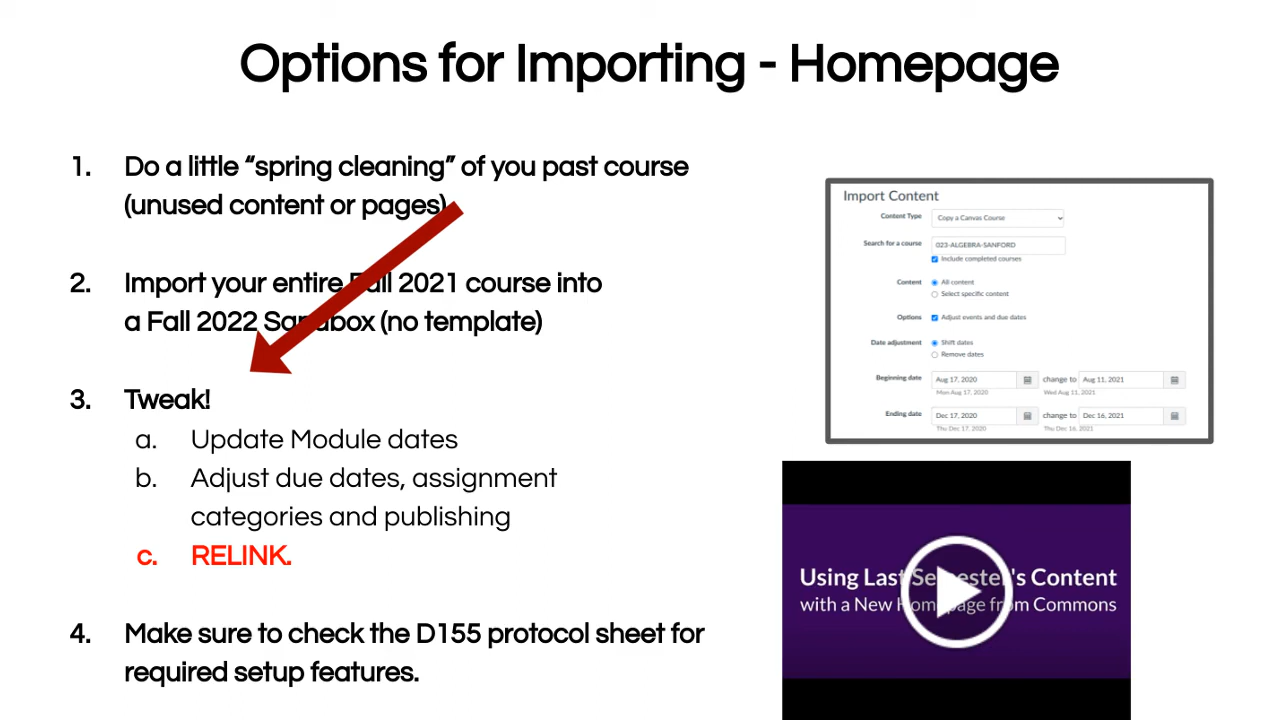 Options for Importing - Homepage
1. Do a little “spring cleaning” of you past course
(unused content or pages)
2. Import your entire Fall 2021 course into
a Fall 2022 Sandbox (no template)
3. Tweak!
a. Update Module dates
b. Adjust due dates, assignment
categories and publishing
c. RELINK.
4. Make sure to check the D155 protocol sheet for
required setup features.
Import Content
Content Type Copy a Canvas Course
Search for a course 023-ALGEBRA-SANFORD
Include completed courses
Content All content
Select specific content
Options Adjust events and due dates
Date adjustment Shift dates
Remove dates
Beginning date Aug 17, 2020 change to Aug 11, 2021
Mon Aug 17, 2020 Wed Aug 11, 2021
Ending date Dec 17, 2020 change to Dec 16, 2021
Thu Dec 17, 2020 Thu Dec 16, 2021
Using Last Semester's Content
with a New Homepage from Commons